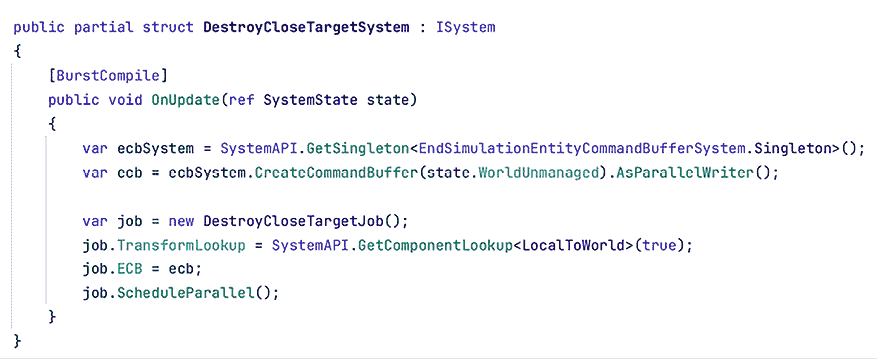 public partial struct DestroyCloseTargetSystem : ISystem
{
[BurstCompile]
public void OnUpdate(ref SystemState state)
{
var ecbSystem = SystemAPI.GetSingleton<EndSimulationEntityCommandBufferSystem.Singleton>();
var ecb = ecbSystem.CreateCommandBuffer(state.WorldUnmanaged).AsParallelWriter();
var job = new DestroyCloseTargetJob();
job.TransformLookup = SystemAPI.GetComponentLookup<LocalToWorld>(true);
job.ECB = ecb;
job.ScheduleParallel();
}
}